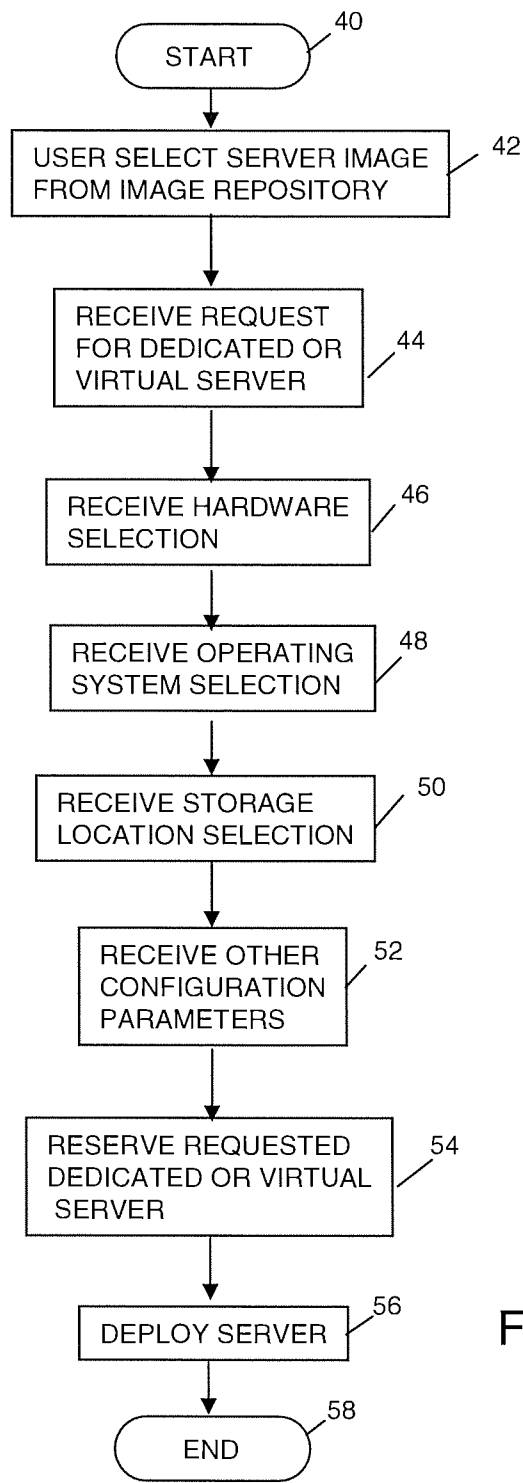 40
START
USER SELECT SERVER IMAGE
FROM IMAGE REPOSITORY
42
RECEIVE REQUEST
FOR DEDICATED OR
VIRTUAL SERVER
44
RECEIVE HARDWARE
SELECTION
46
RECEIVE OPERATING
SYSTEM SELECTION
48
RECEIVE STORAGE
LOCATION SELECTION
50
RECEIVE OTHER
CONFIGURATION
PARAMETERS
52
RESERVE REQUESTED
DEDICATED OR VIRTUAL
SERVER
54
DEPLOY SERVER
56
F
END
58